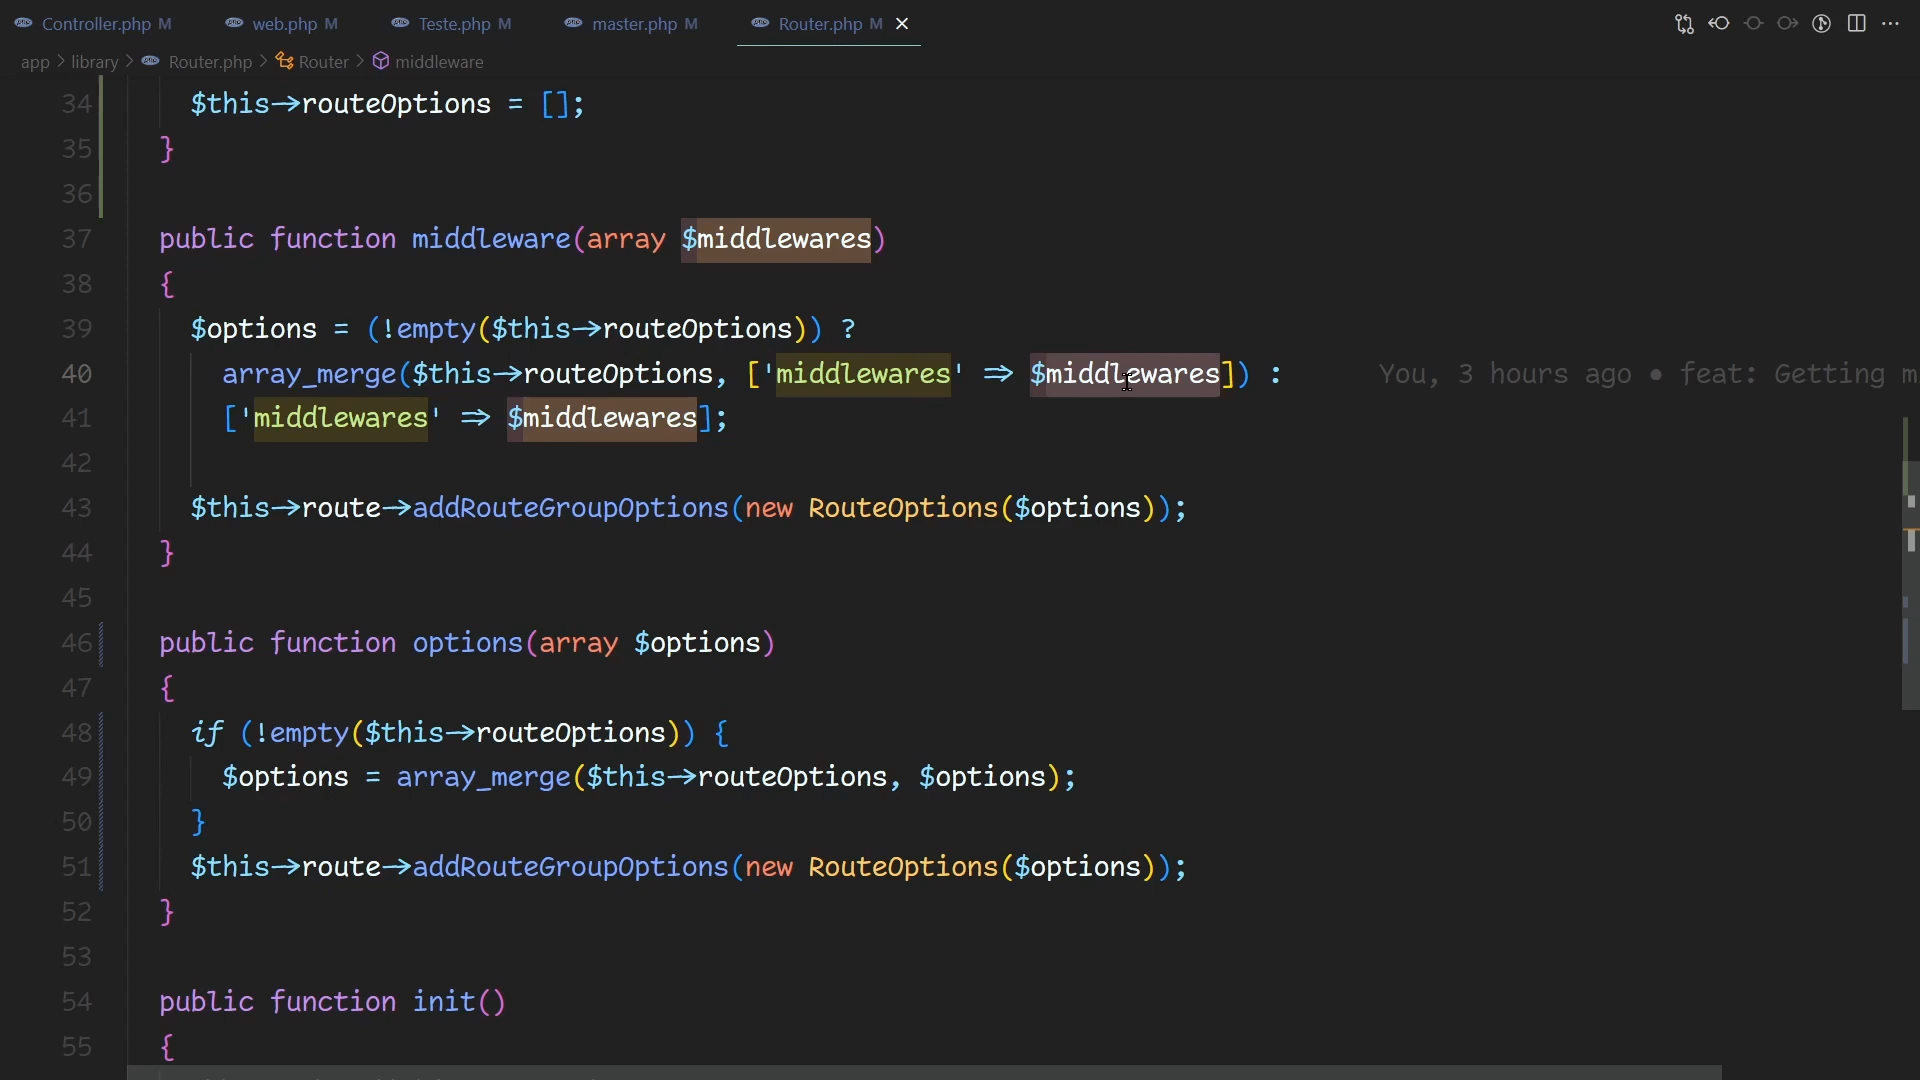 Controller.php M web.php M Teste.php M master.php M Router.php M
app > library > Router.php > Router > middleware
34 $this->routeOptions = [];
35 }
36
37 public function middleware(array $middlewares)
38 {
39 $options = (!empty($this->routeOptions)) ?
40 array_merge($this->routeOptions, ['middlewares' => $middlewares]) : You, 3 hours ago • feat: Getting m
41 ['middlewares' => $middlewares];
42
43 $this->route->addRouteGroupOptions(new RouteOptions($options));
44 }
45
46 public function options(array $options)
47 {
48 if (!empty($this->routeOptions)) {
49 $options = array_merge($this->routeOptions, $options);
50 }
51 $this->route->addRouteGroupOptions(new RouteOptions($options));
52 }
53
54 public function init()
55 {